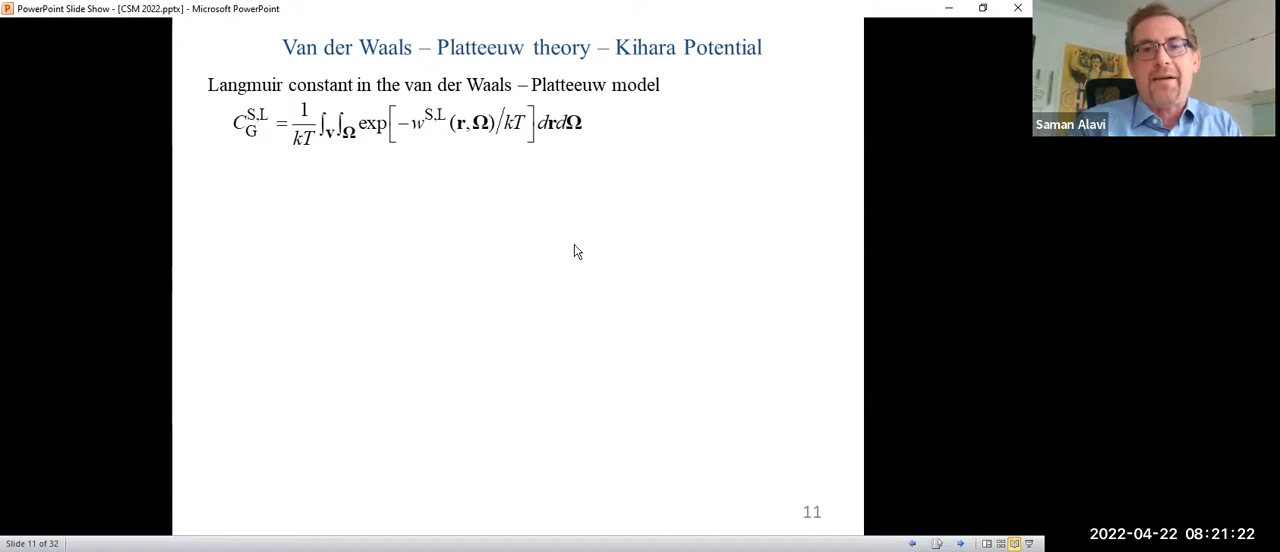 PowerPoint Slide Show - [CSM 2022.pptx] - Microsoft PowerPoint
Van der Waals – Platteeuw theory – Kihara Potential
Langmuir constant in the van der Waals – Platteeuw model
C_G^{S,L} = 1/kT ∫_V ∫_Ω exp[−w^{S,L}(r,Ω)/kT] drdΩ
Saman Alavi
11
2022-04-22 08:21:22
Slide 11 of 32